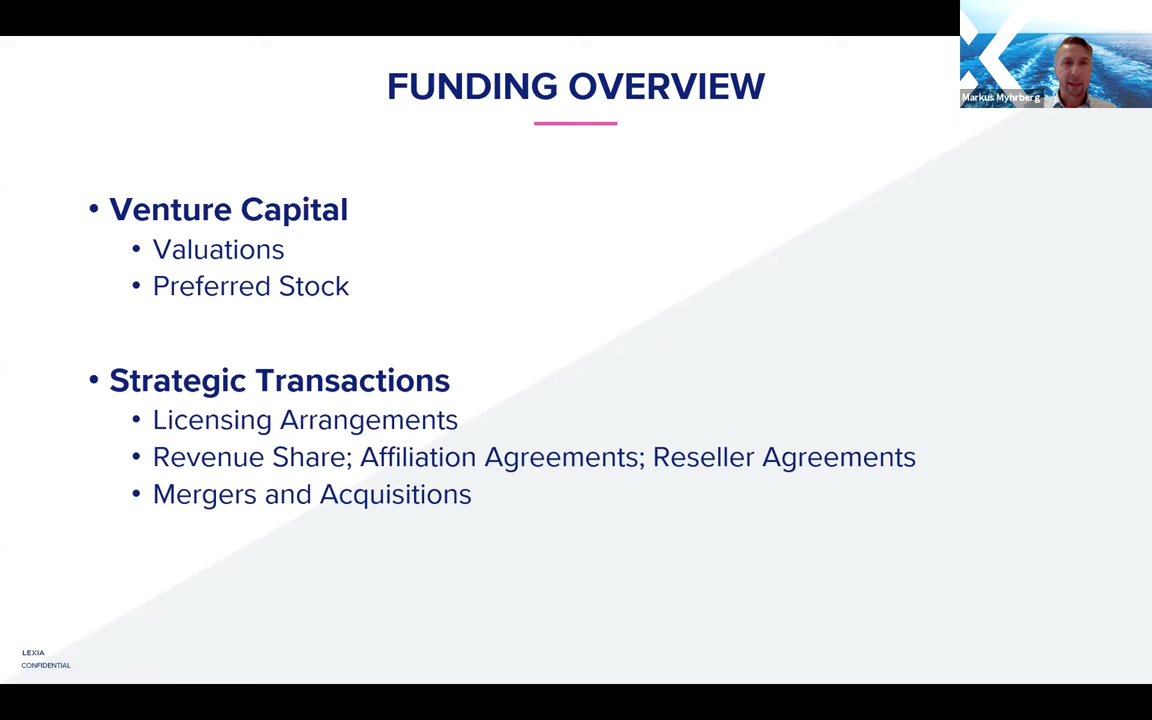 FUNDING OVERVIEW
Markus Myhrberg
• Venture Capital
• Valuations
• Preferred Stock
• Strategic Transactions
• Licensing Arrangements
• Revenue Share; Affiliation Agreements; Reseller Agreements
• Mergers and Acquisitions
LEXIA
CONFIDENTIAL